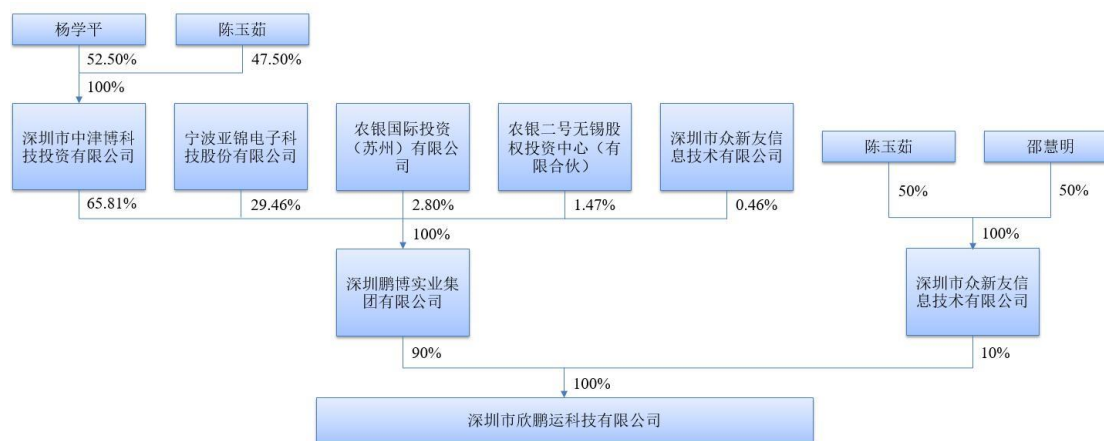 杨学平
陈玉茹
52.50%
47.50%
100%
深圳市中津博科
技投资有限公司
宁波亚锦电子科
技股份有限公司
农银国际投资
（苏州）有限公
司
农银二号无锡股
权投资中心（有
限合伙）
深圳市众新友信
息技术有限公司
陈玉茹
邵慧明
65.81%
29.46%
2.80%
1.47%
0.46%
50%
50%
100%
100%
深圳鹏博实业集
团有限公司
深圳市众新友信
息技术有限公司
90%
10%
100%
深圳市欣鹏运科技有限公司